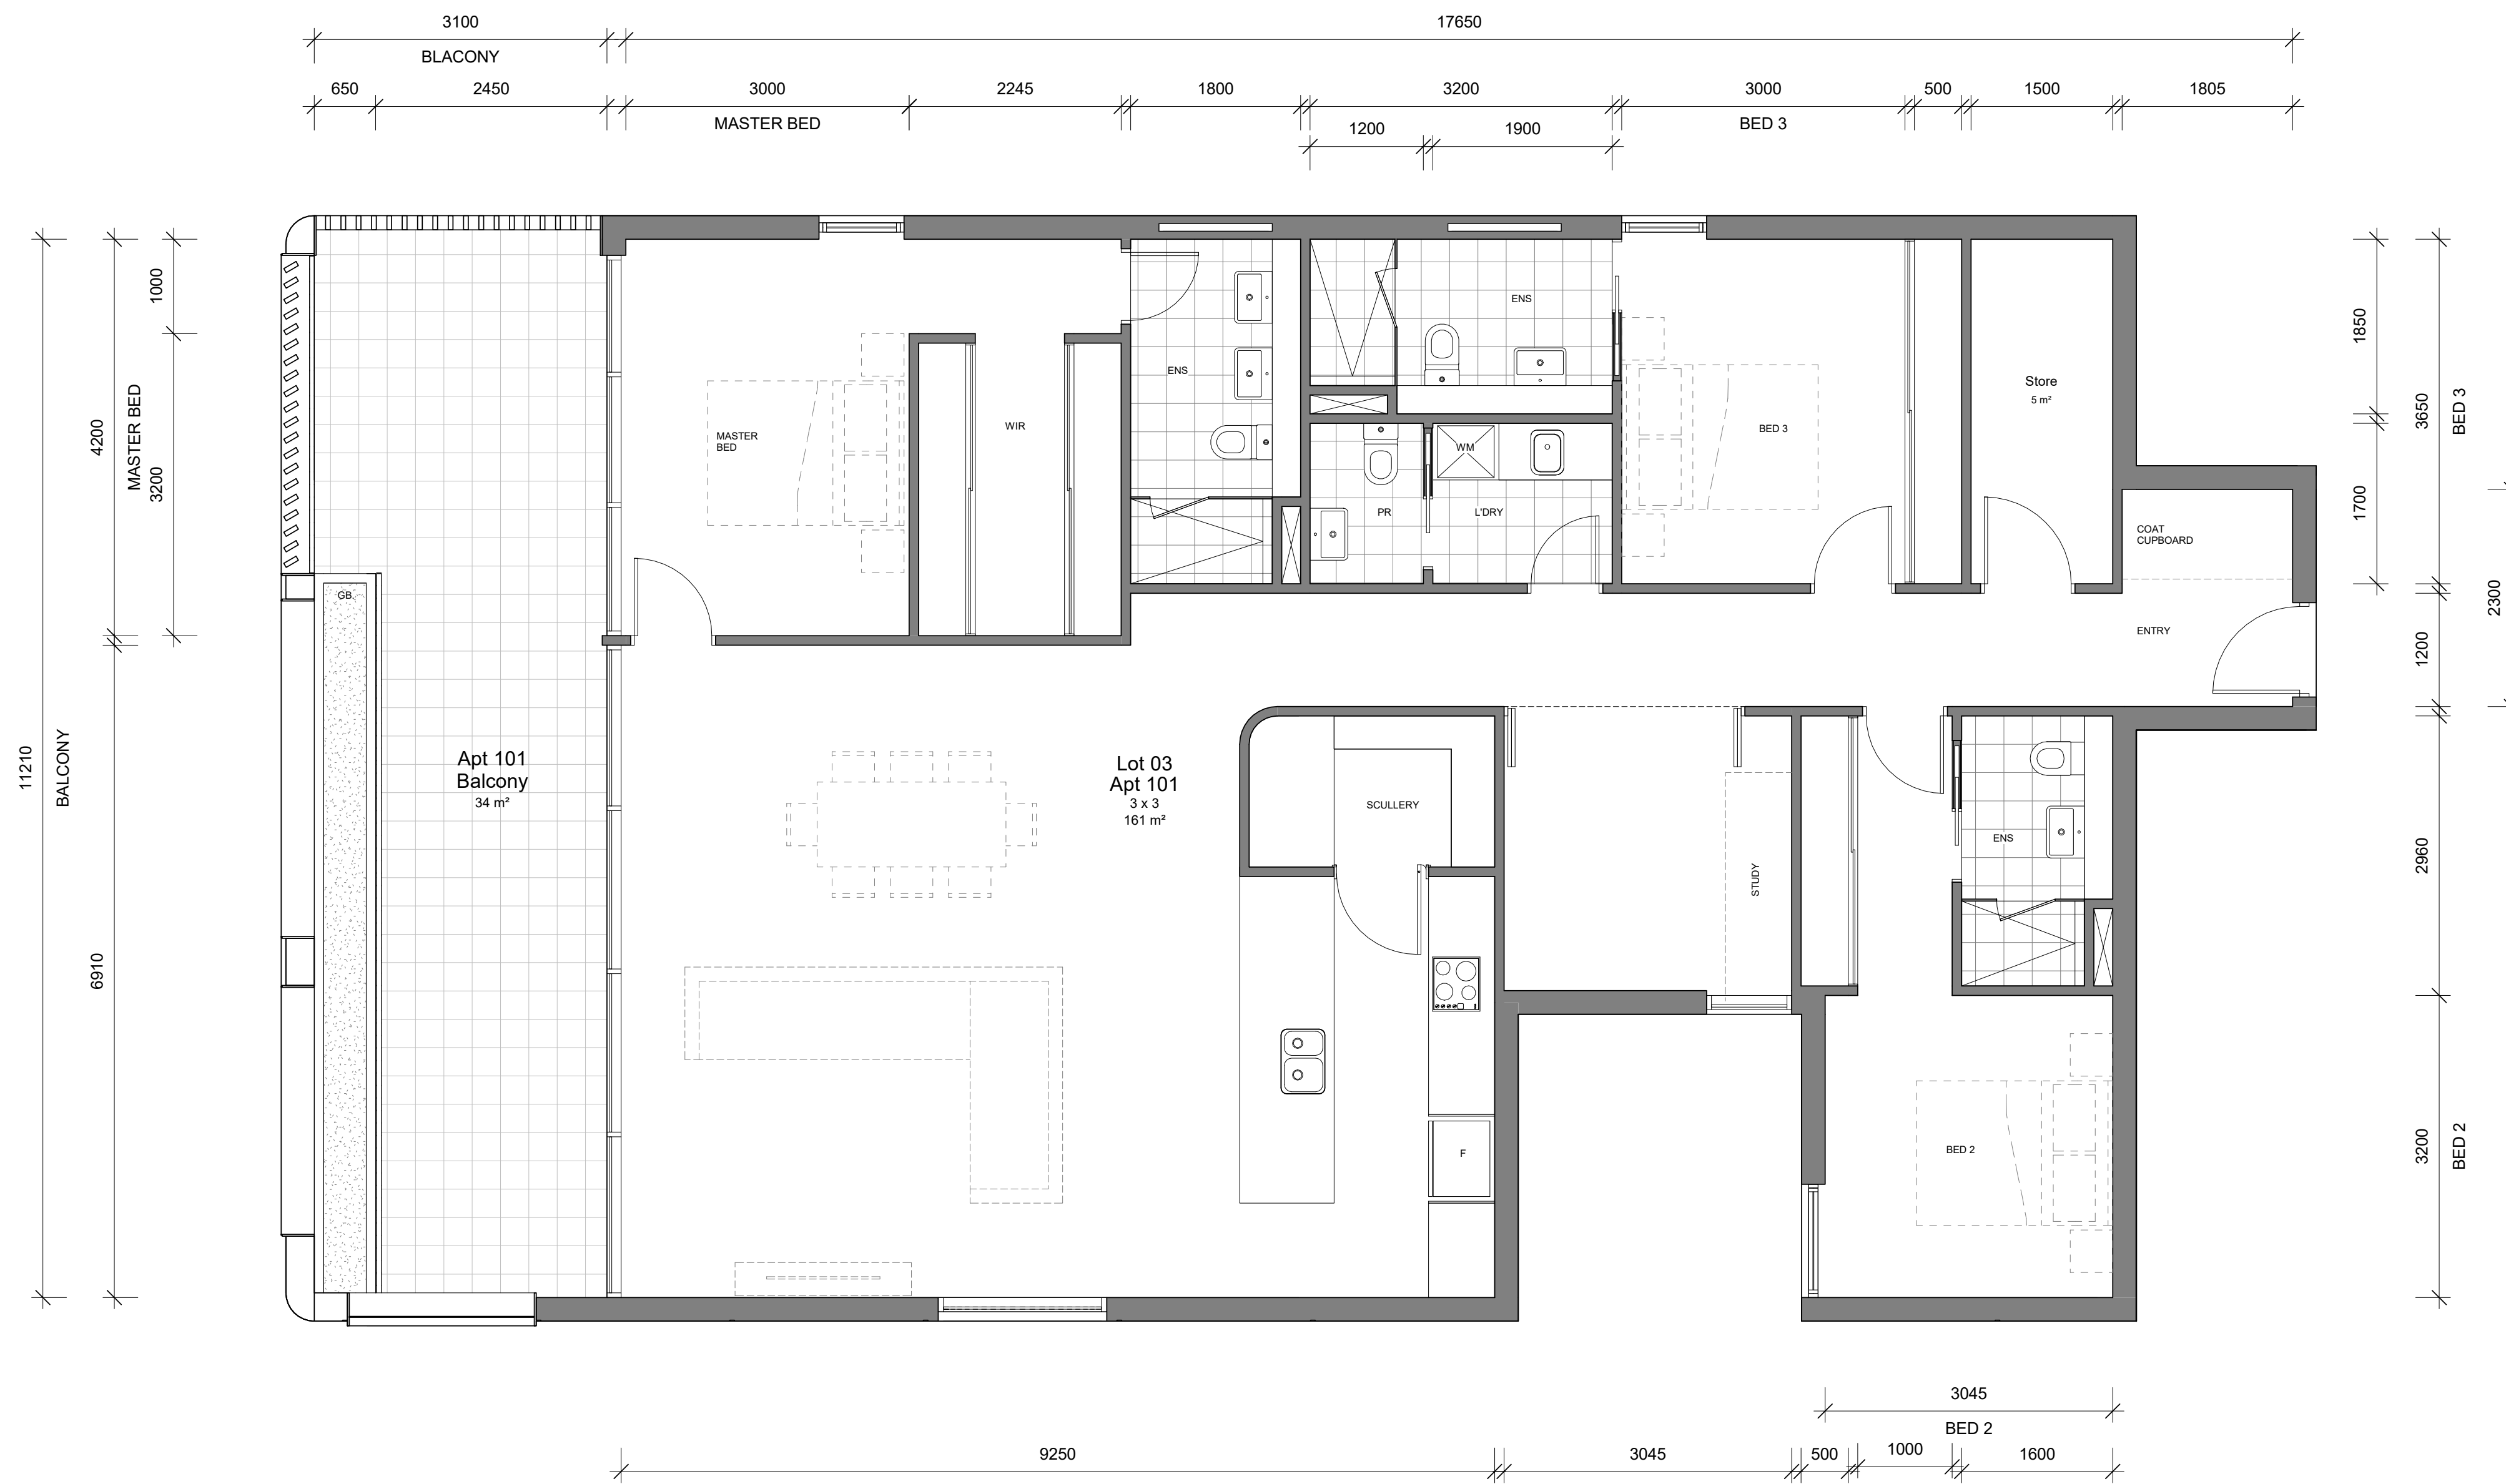 3100
17650
BLACONY
650
2450
3000
2245
1800
3200
3000
500
1500
1805
MASTER BED
BED 3
1200
1900
1000
4200
MASTER BED
3200
11210
BALCONY
6910
1850
3650
BED 3
1700
2300
1200
2960
3200
BED 2
ENS
ENS
Store
5 m²
MASTER
BED
WIR
BED 3
WM
PR
L'DRY
COAT
CUPBOARD
GB.
ENTRY
Apt 101
Balcony
34 m²
Lot 03
Apt 101
3 x 3
161 m²
SCULLERY
STUDY
ENS
F
BED 2
3045
BED 2
9250
3045
500
1000
1600